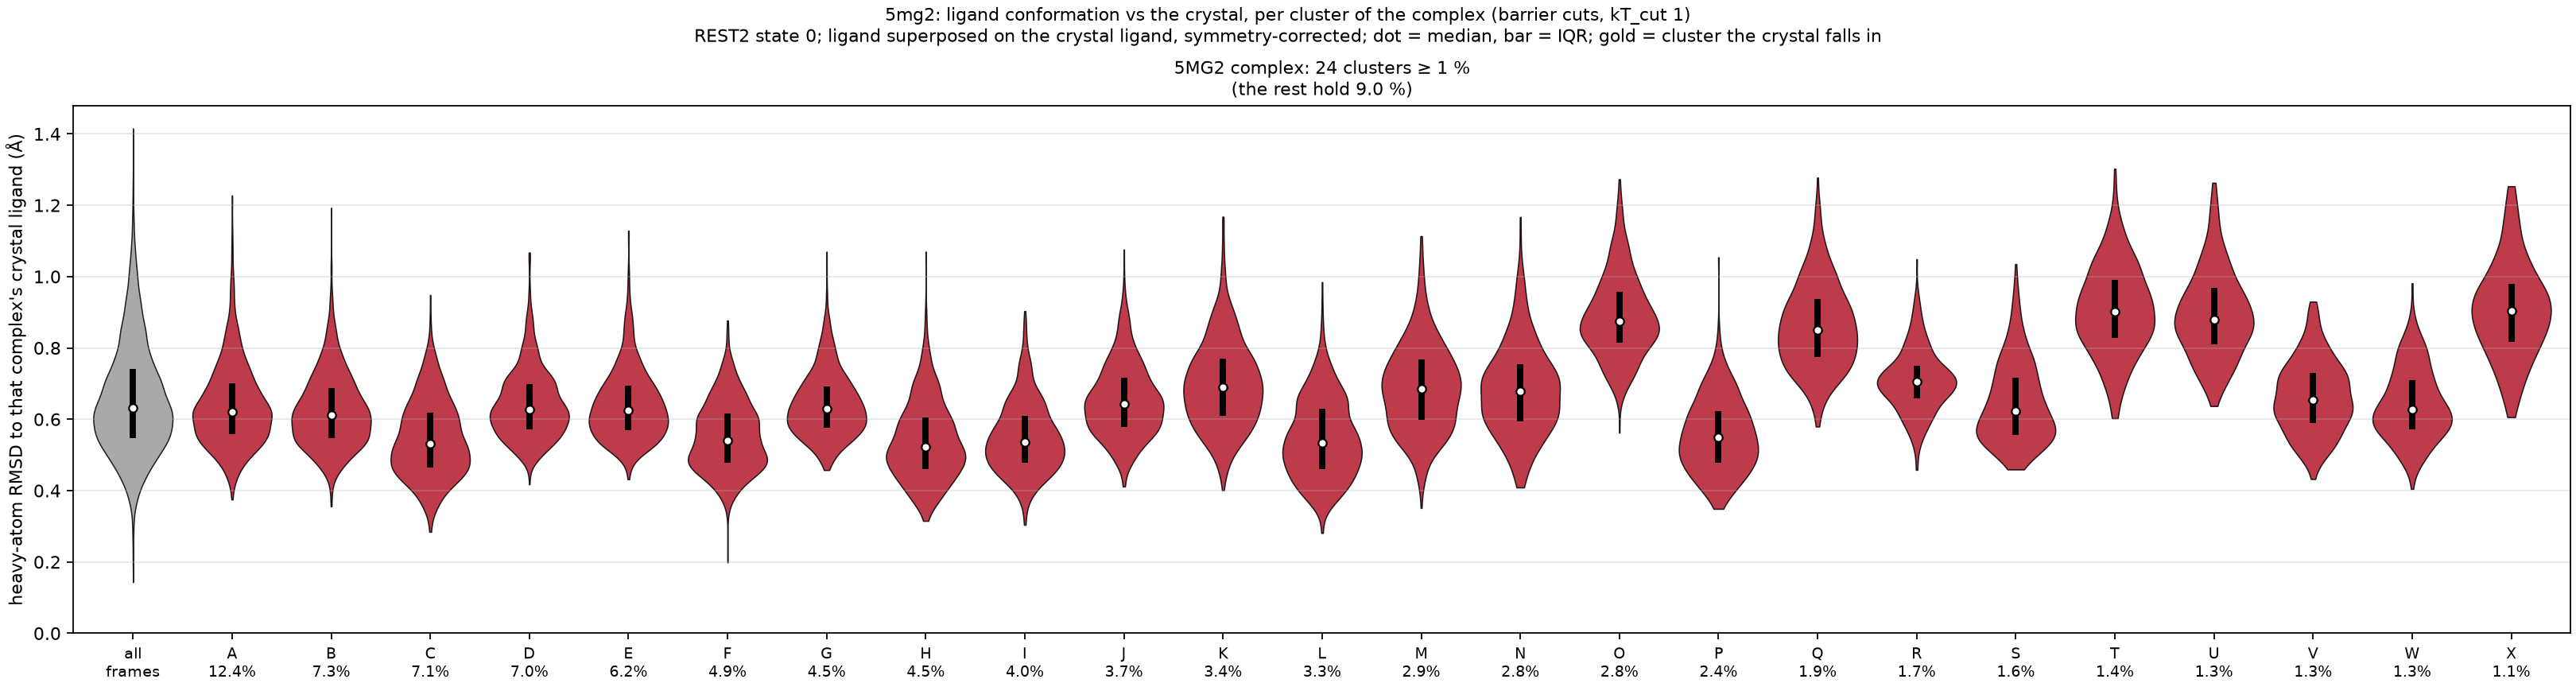 5mg2: ligand conformation vs the crystal, per cluster of the complex (barrier cuts, kT_cut 1)
REST2 state 0; ligand superposed on the crystal ligand, symmetry-corrected; dot = median, bar = IQR; gold = cluster the crystal falls in
5MG2 complex: 24 clusters ≥ 1 %
(the rest hold 9.0 %)
heavy-atom RMSD to that complex's crystal ligand (Å)
1.4
1.2
1.0
0.8
0.6
0.4
0.2
0.0
all A B C D E F G H I J K L M N O P Q R S T U V W X
frames 12.4% 7.3% 7.1% 7.0% 6.2% 4.9% 4.5% 4.5% 4.0% 3.7% 3.4% 3.3% 2.9% 2.8% 2.8% 2.4% 1.9% 1.7% 1.6% 1.4% 1.3% 1.3% 1.3% 1.1%